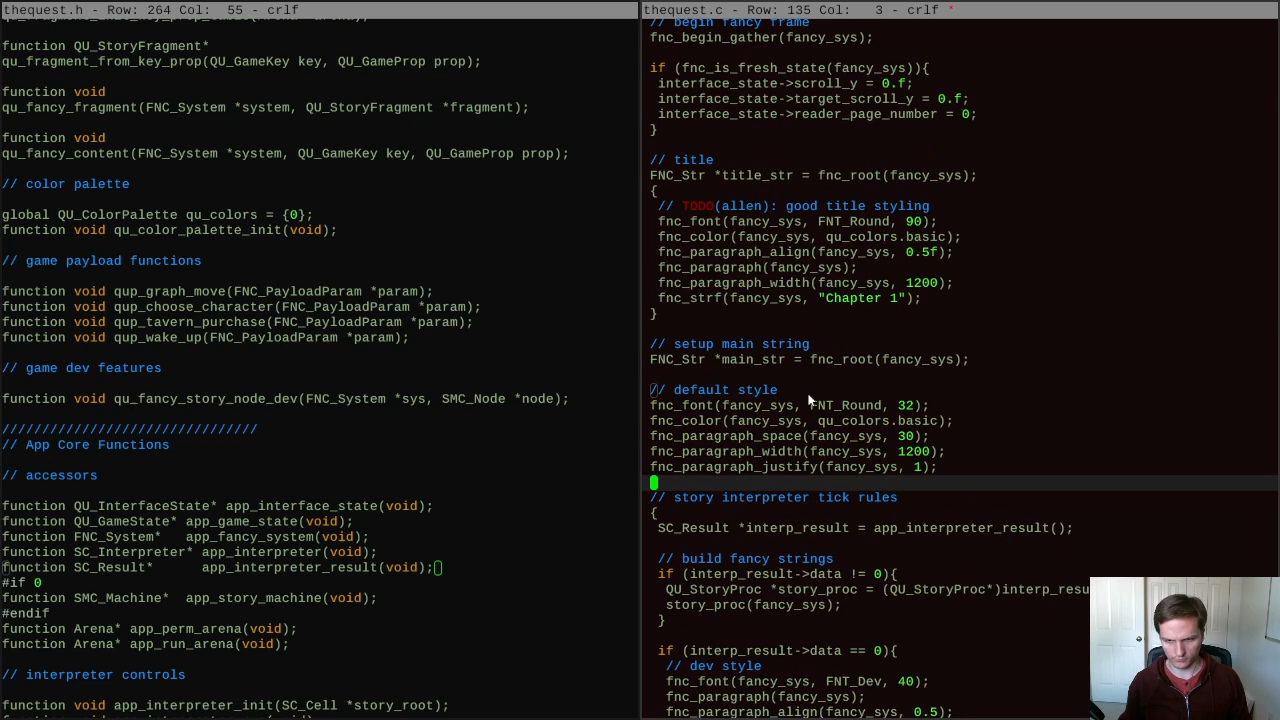 thequest.h - Row: 264 Col:  55 - crlf
function QU_StoryFragment*
qu_fragment_from_key_prop(QU_GameKey key, QU_GameProp prop);
function void
qu_fancy_fragment(FNC_System *system, QU_StoryFragment *fragment);
function void
qu_fancy_content(FNC_System *system, QU_GameKey key, QU_GameProp prop);
// color palette
global QU_ColorPalette qu_colors = {0};
function void qu_color_palette_init(void);
// game payload functions
function void qup_graph_move(FNC_PayloadParam *param);
function void qup_choose_character(FNC_PayloadParam *param);
function void qup_tavern_purchase(FNC_PayloadParam *param);
function void qup_wake_up(FNC_PayloadParam *param);
// game dev features
function void qu_fancy_story_node_dev(FNC_System *sys, SMC_Node *node);
////////////////////////////////
// App Core Functions
// accessors
function QU_InterfaceState* app_interface_state(void);
function QU_GameState* app_game_state(void);
function FNC_System*   app_fancy_system(void);
function SC_Interpreter* app_interpreter(void);
function SC_Result*      app_interpreter_result(void);
#if 0
function SMC_Machine*  app_story_machine(void);
#endif
function Arena* app_perm_arena(void);
function Arena* app_run_arena(void);
// interpreter controls
function void app_interpreter_init(SC_Cell *story_root);
thequest.c - Row: 135 Col:   3 - crlf *
// begin fancy frame
fnc_begin_gather(fancy_sys);
if (fnc_is_fresh_state(fancy_sys)){
interface_state->scroll_y = 0.f;
interface_state->target_scroll_y = 0.f;
interface_state->reader_page_number = 0;
}
// title
FNC_Str *title_str = fnc_root(fancy_sys);
{
// TODO(allen): good title styling
fnc_font(fancy_sys, FNT_Round, 90);
fnc_color(fancy_sys, qu_colors.basic);
fnc_paragraph_align(fancy_sys, 0.5f);
fnc_paragraph(fancy_sys);
fnc_paragraph_width(fancy_sys, 1200);
fnc_strf(fancy_sys, "Chapter 1");
}
// setup main string
FNC_Str *main_str = fnc_root(fancy_sys);
// default style
fnc_font(fancy_sys, FNT_Round, 32);
fnc_color(fancy_sys, qu_colors.basic);
fnc_paragraph_space(fancy_sys, 30);
fnc_paragraph_width(fancy_sys, 1200);
fnc_paragraph_justify(fancy_sys, 1);
// story interpreter tick rules
{
SC_Result *interp_result = app_interpreter_result();
// build fancy strings
if (interp_result->data != 0){
QU_StoryProc *story_proc = (QU_StoryProc*)interp_resu
story_proc(fancy_sys);
}
if (interp_result->data == 0){
// dev style
fnc_font(fancy_sys, FNT_Dev, 40);
fnc_paragraph(fancy_sys);
fnc_paragraph_align(fancy_sys, 0.5);